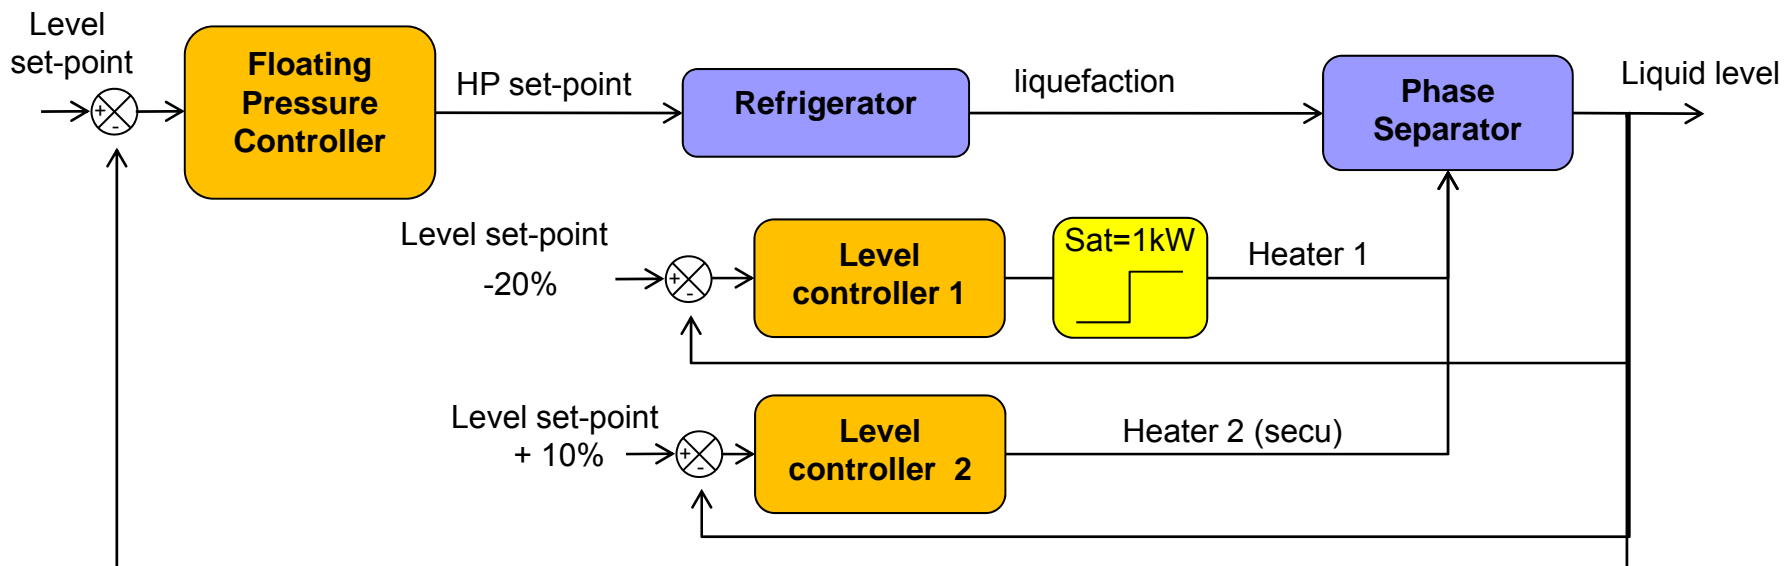 Level
set-point
+
-
Floating
Pressure
Controller
HP set-point
Refrigerator
liquefaction
Phase
Separator
Liquid level
Level set-point
-20%
+
-
Level
controller 1
Sat=1kW
Heater 1
Level set-point
+ 10%
+
-
Level
controller 2
Heater 2 (secu)